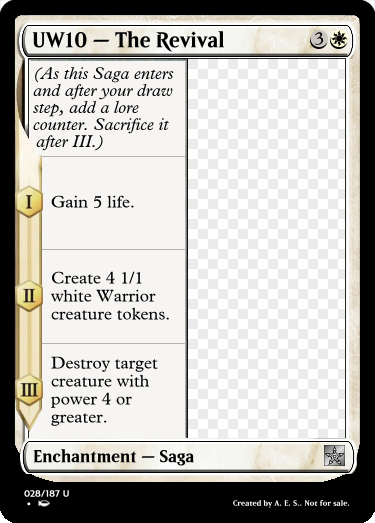 UW10 — The Revival
3
(As this Saga enters
and after your draw
step, add a lore
counter. Sacrifice it
after III.)
I
Gain 5 life.
II
Create 4 1/1
white Warrior
creature tokens.
III
Destroy target
creature with
power 4 or
greater.
Enchantment — Saga
028/187 U
Created by A. E. S.. Not for sale.